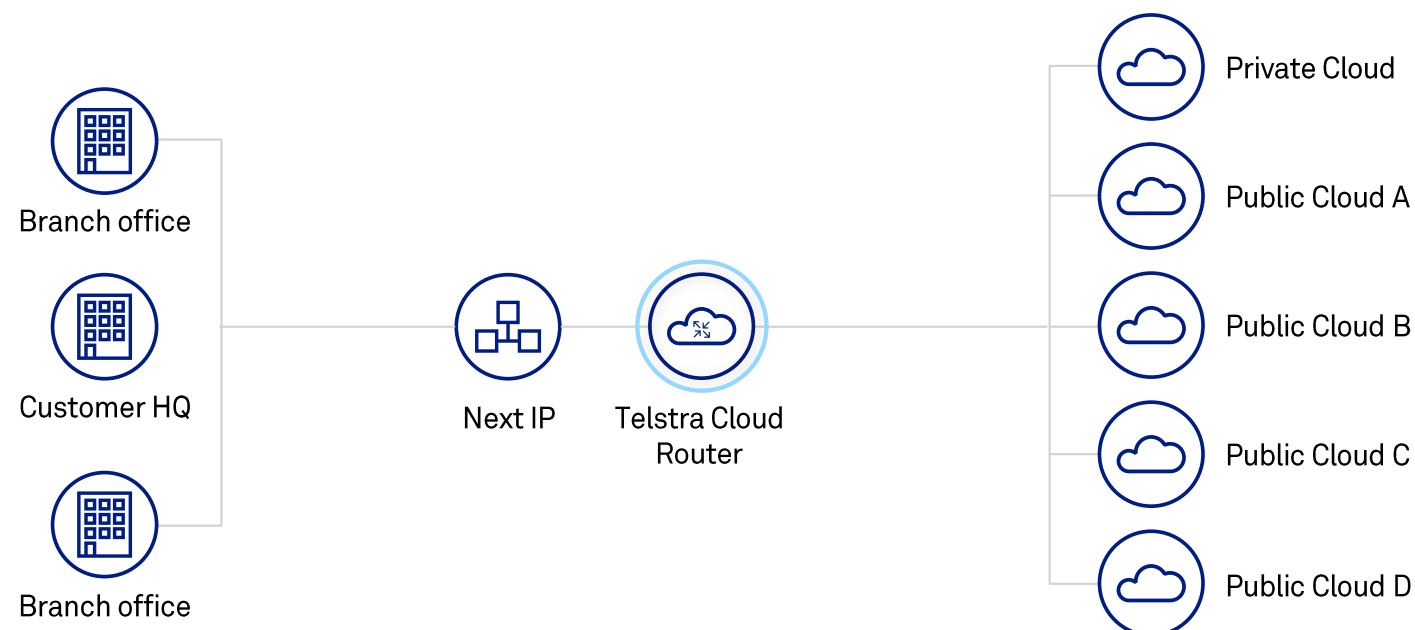 Branch office
Customer HQ
Branch office
Next IP
Telstra Cloud
Router
Private Cloud
Public Cloud A
Public Cloud B
Public Cloud C
Public Cloud D